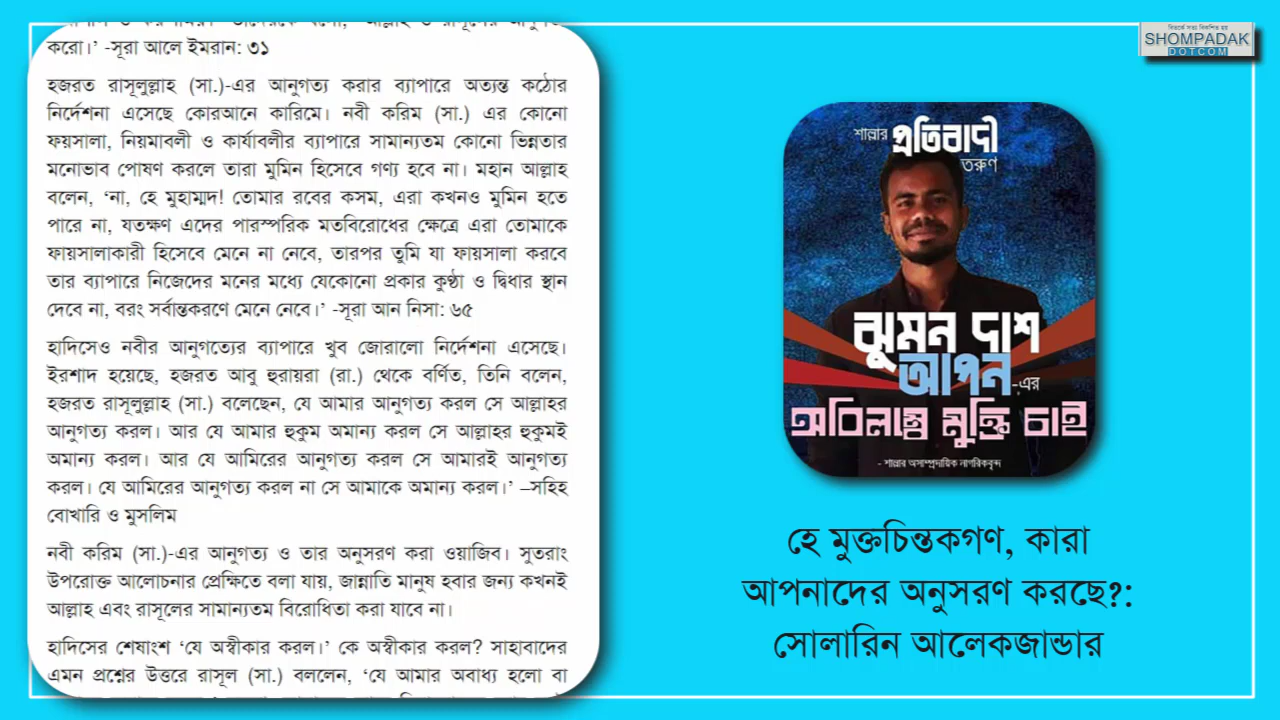 করো।’ -সূরা আলে ইমরান: ৩১
হজরত রাসূলুল্লাহ (সা.)-এর আনুগত্য করার ব্যাপারে অত্যন্ত কঠোর
নির্দেশনা এসেছে কোরআনে কারিমে। নবী করিম (সা.) এর কোনো
ফয়সালা, নিয়মাবলী ও কার্যাবলীর ব্যাপারে সামান্যতম কোনো ভিন্নতার
মনোভাব পোষণ করলে তারা মুমিন হিসেবে গণ্য হবে না। মহান আল্লাহ
বলেন, ‘না, হে মুহাম্মদ! তোমার রবের কসম, এরা কখনও মুমিন হতে
পারে না, যতক্ষণ এদের পারস্পরিক মতবিরোধের ক্ষেত্রে এরা তোমাকে
ফায়সালাকারী হিসেবে মেনে না নেবে, তারপর তুমি যা ফায়সালা করবে
তার ব্যাপারে নিজেদের মনের মধ্যে যেকোনো প্রকার কুণ্ঠা ও দ্বিধার স্থান
দেবে না, বরং সর্বান্তকরণে মেনে নেবে।’ -সূরা আন নিসা: ৬৫
হাদিসেও নবীর আনুগত্যের ব্যাপারে খুব জোরালো নির্দেশনা এসেছে।
ইরশাদ হয়েছে, হজরত আবু হুরায়রা (রা.) থেকে বর্ণিত, তিনি বলেন,
হজরত রাসূলুল্লাহ (সা.) বলেছেন, যে আমার আনুগত্য করল সে আল্লাহর
আনুগত্য করল। আর যে আমার হুকুম অমান্য করল সে আল্লাহর হুকুমই
অমান্য করল। আর যে আমিরের আনুগত্য করল সে আমারই আনুগত্য
করল। যে আমিরের আনুগত্য করল না সে আমাকে অমান্য করল।’ –সহিহ
বোখারি ও মুসলিম
নবী করিম (সা.)-এর আনুগত্য ও তার অনুসরণ করা ওয়াজিব। সুতরাং
উপরোক্ত আলোচনার প্রেক্ষিতে বলা যায়, জান্নাতি মানুষ হবার জন্য কখনই
আল্লাহ এবং রাসূলের সামান্যতম বিরোধিতা করা যাবে না।
হাদিসের শেষাংশ ‘যে অস্বীকার করল।’ কে অস্বীকার করল? সাহাবাদের
এমন প্রশ্নের উত্তরে রাসূল (সা.) বললেন, ‘যে আমার অবাধ্য হলো বা
SHOMPADAK
DOTCOM
শাল্লার প্রতিবাদী
তরুণ
ঝুমন দাশ
আপন-এর
অবিলম্বে মুক্তি চাই
- শাল্লার অসাম্প্রদায়িক নাগরিকবৃন্দ
হে মুক্তচিন্তকগণ, কারা
আপনাদের অনুসরণ করছে?:
সোলারিন আলেকজান্ডার